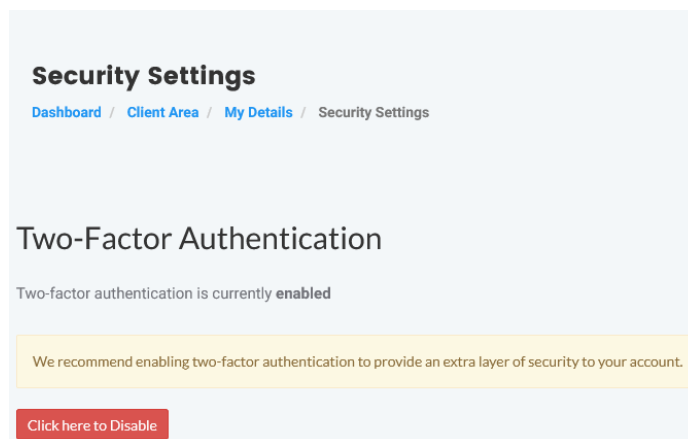 Security Settings
Dashboard / Client Area / My Details / Security Settings
Two-Factor Authentication
Two-factor authentication is currently enabled
We recommend enabling two-factor authentication to provide an extra layer of security to your account.
Click here to Disable